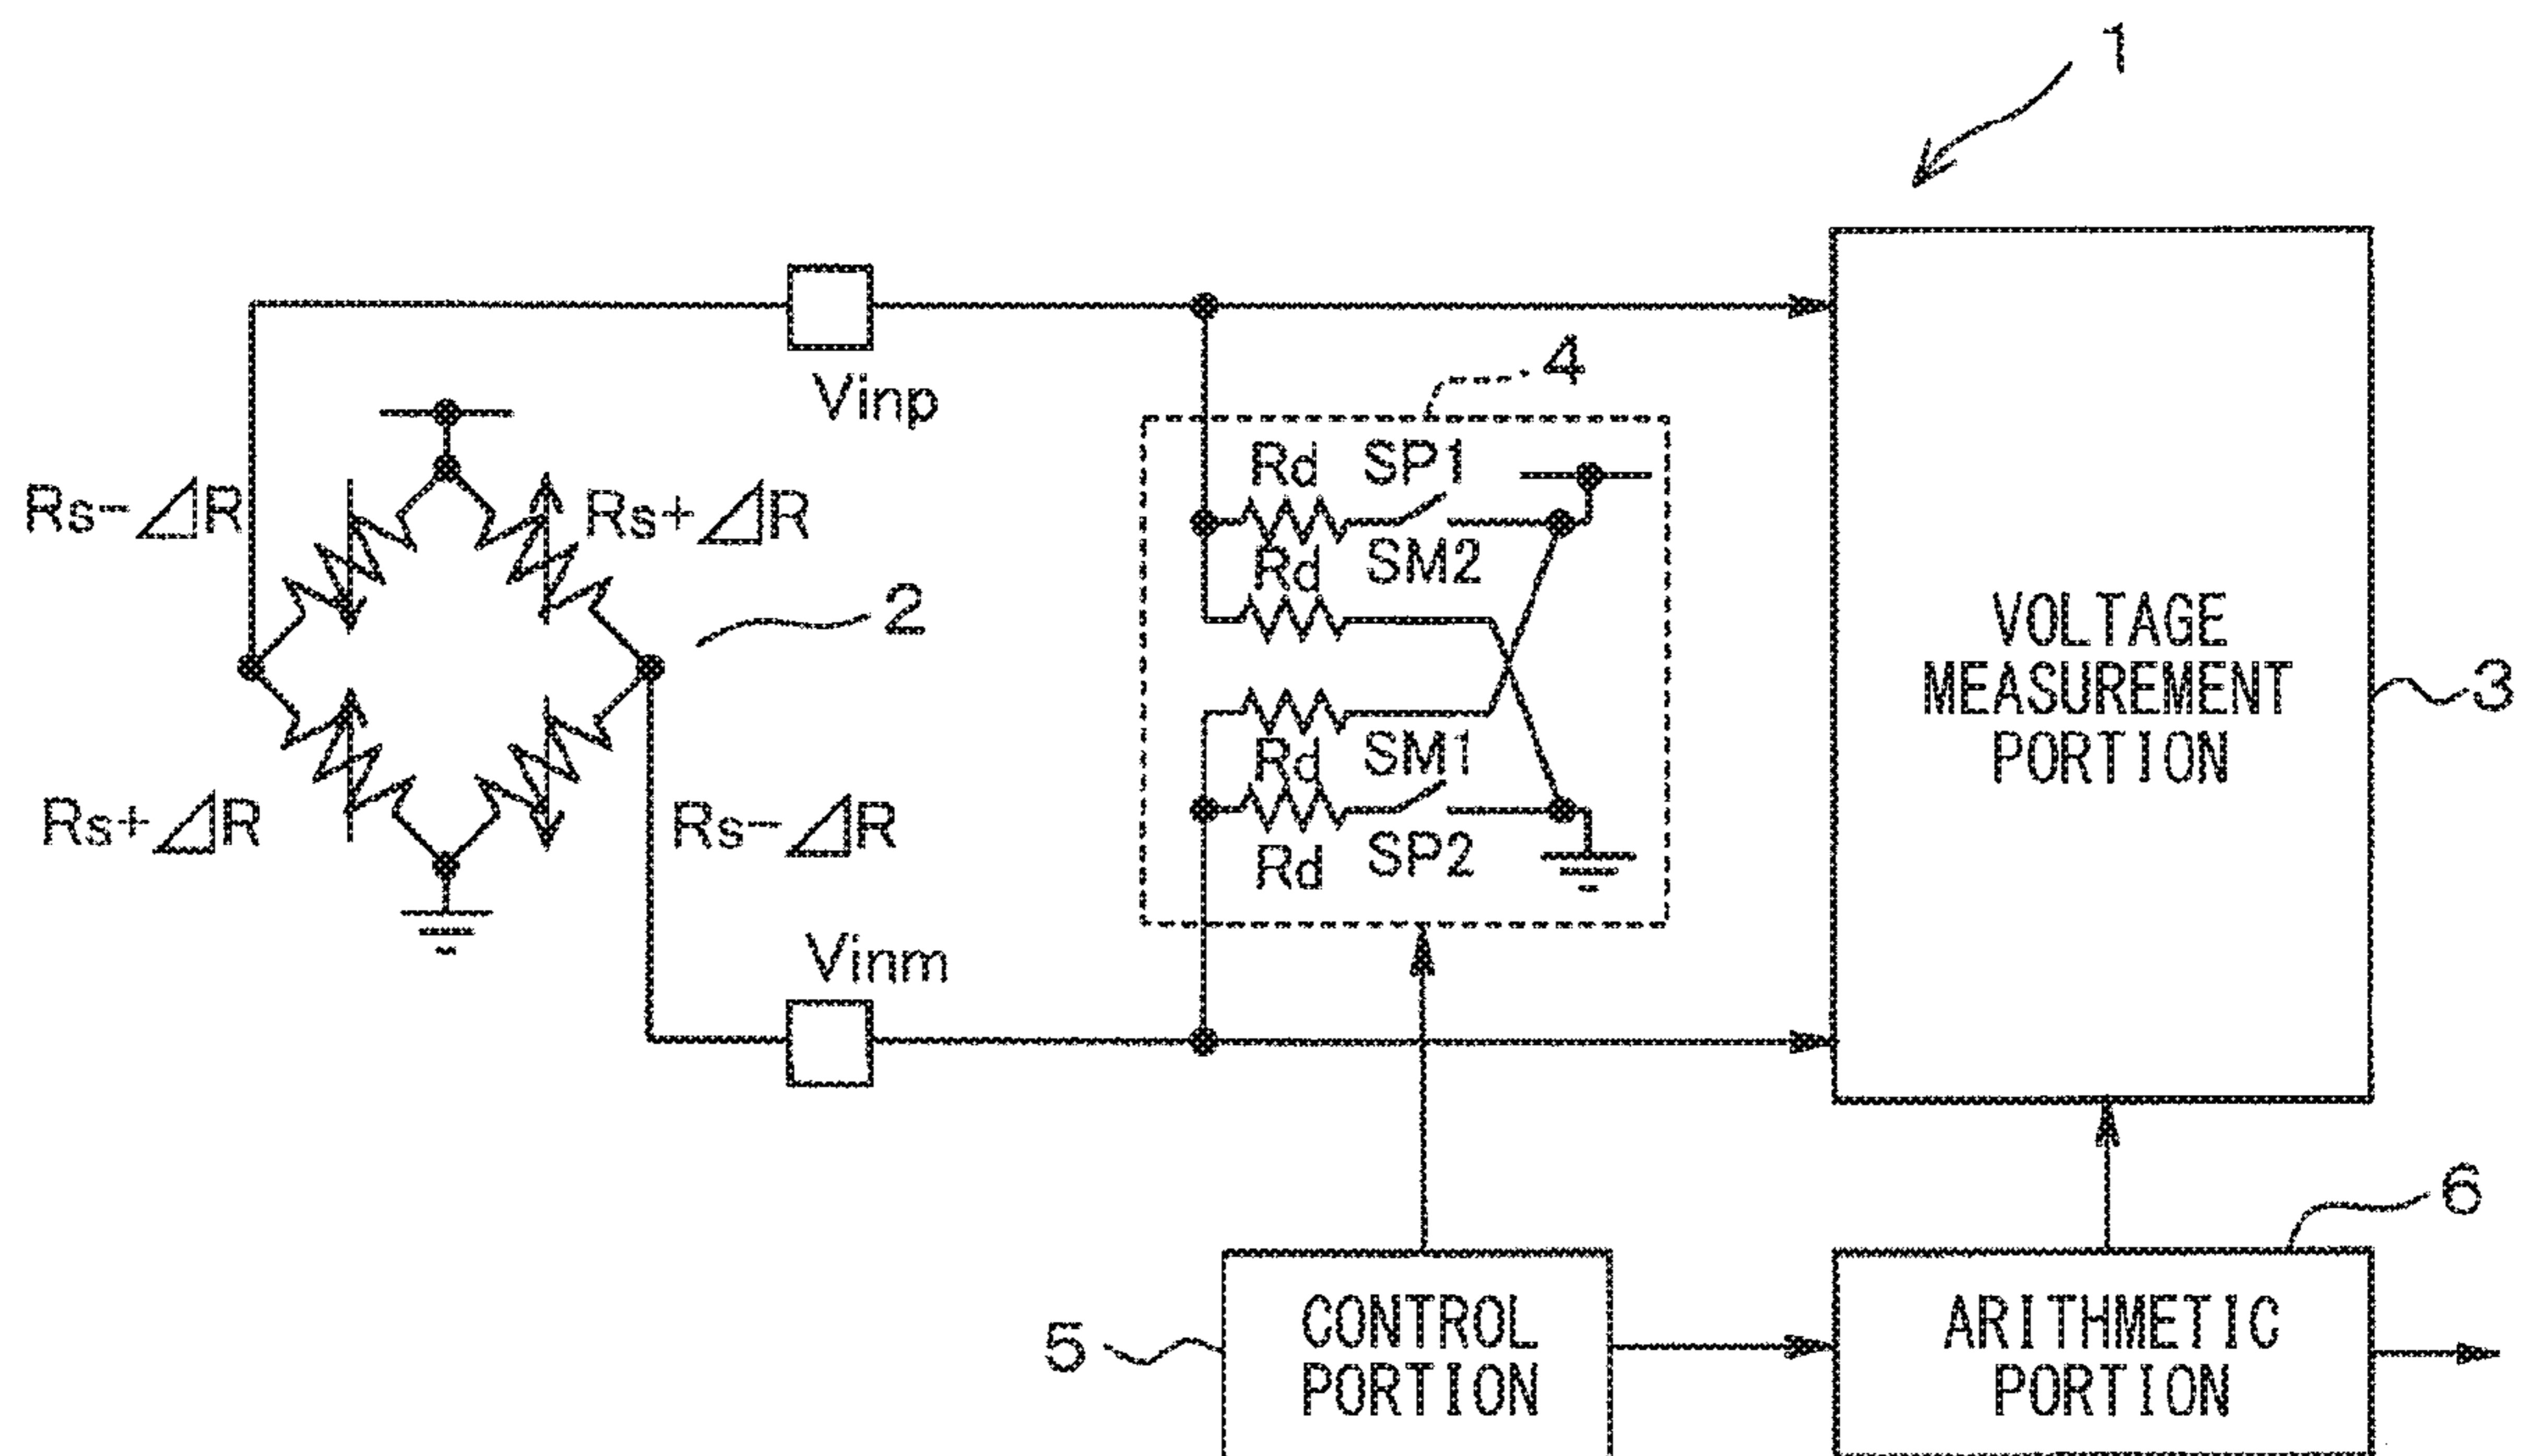 1
Vinp
4
Rs-⊿R
Rs+⊿R
Rd SP1
Rd SM2
2
VOLTAGE
MEASUREMENT
PORTION
3
Rd SM1
Rs+⊿R
Rs-⊿R
Rd SP2
Vinm
6
5
CONTROL
PORTION
ARITHMETIC
PORTION